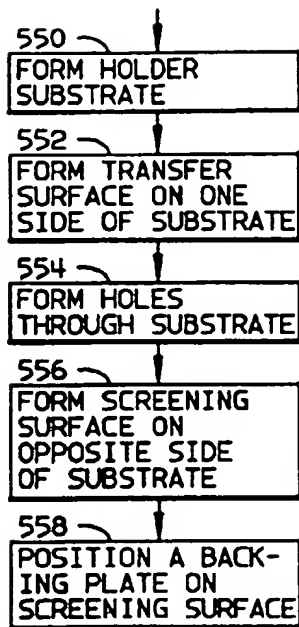 550
FORM HOLDER
SUBSTRATE
552
FORM TRANSFER
SURFACE ON ONE
SIDE OF SUBSTRATE
554
FORM HOLES
THROUGH SUBSTRATE
556
FORM SCREENING
SURFACE ON
OPPOSITE SIDE
OF SUBSTRATE
558
POSITION A BACK-
ING PLATE ON
SCREENING SURFACE